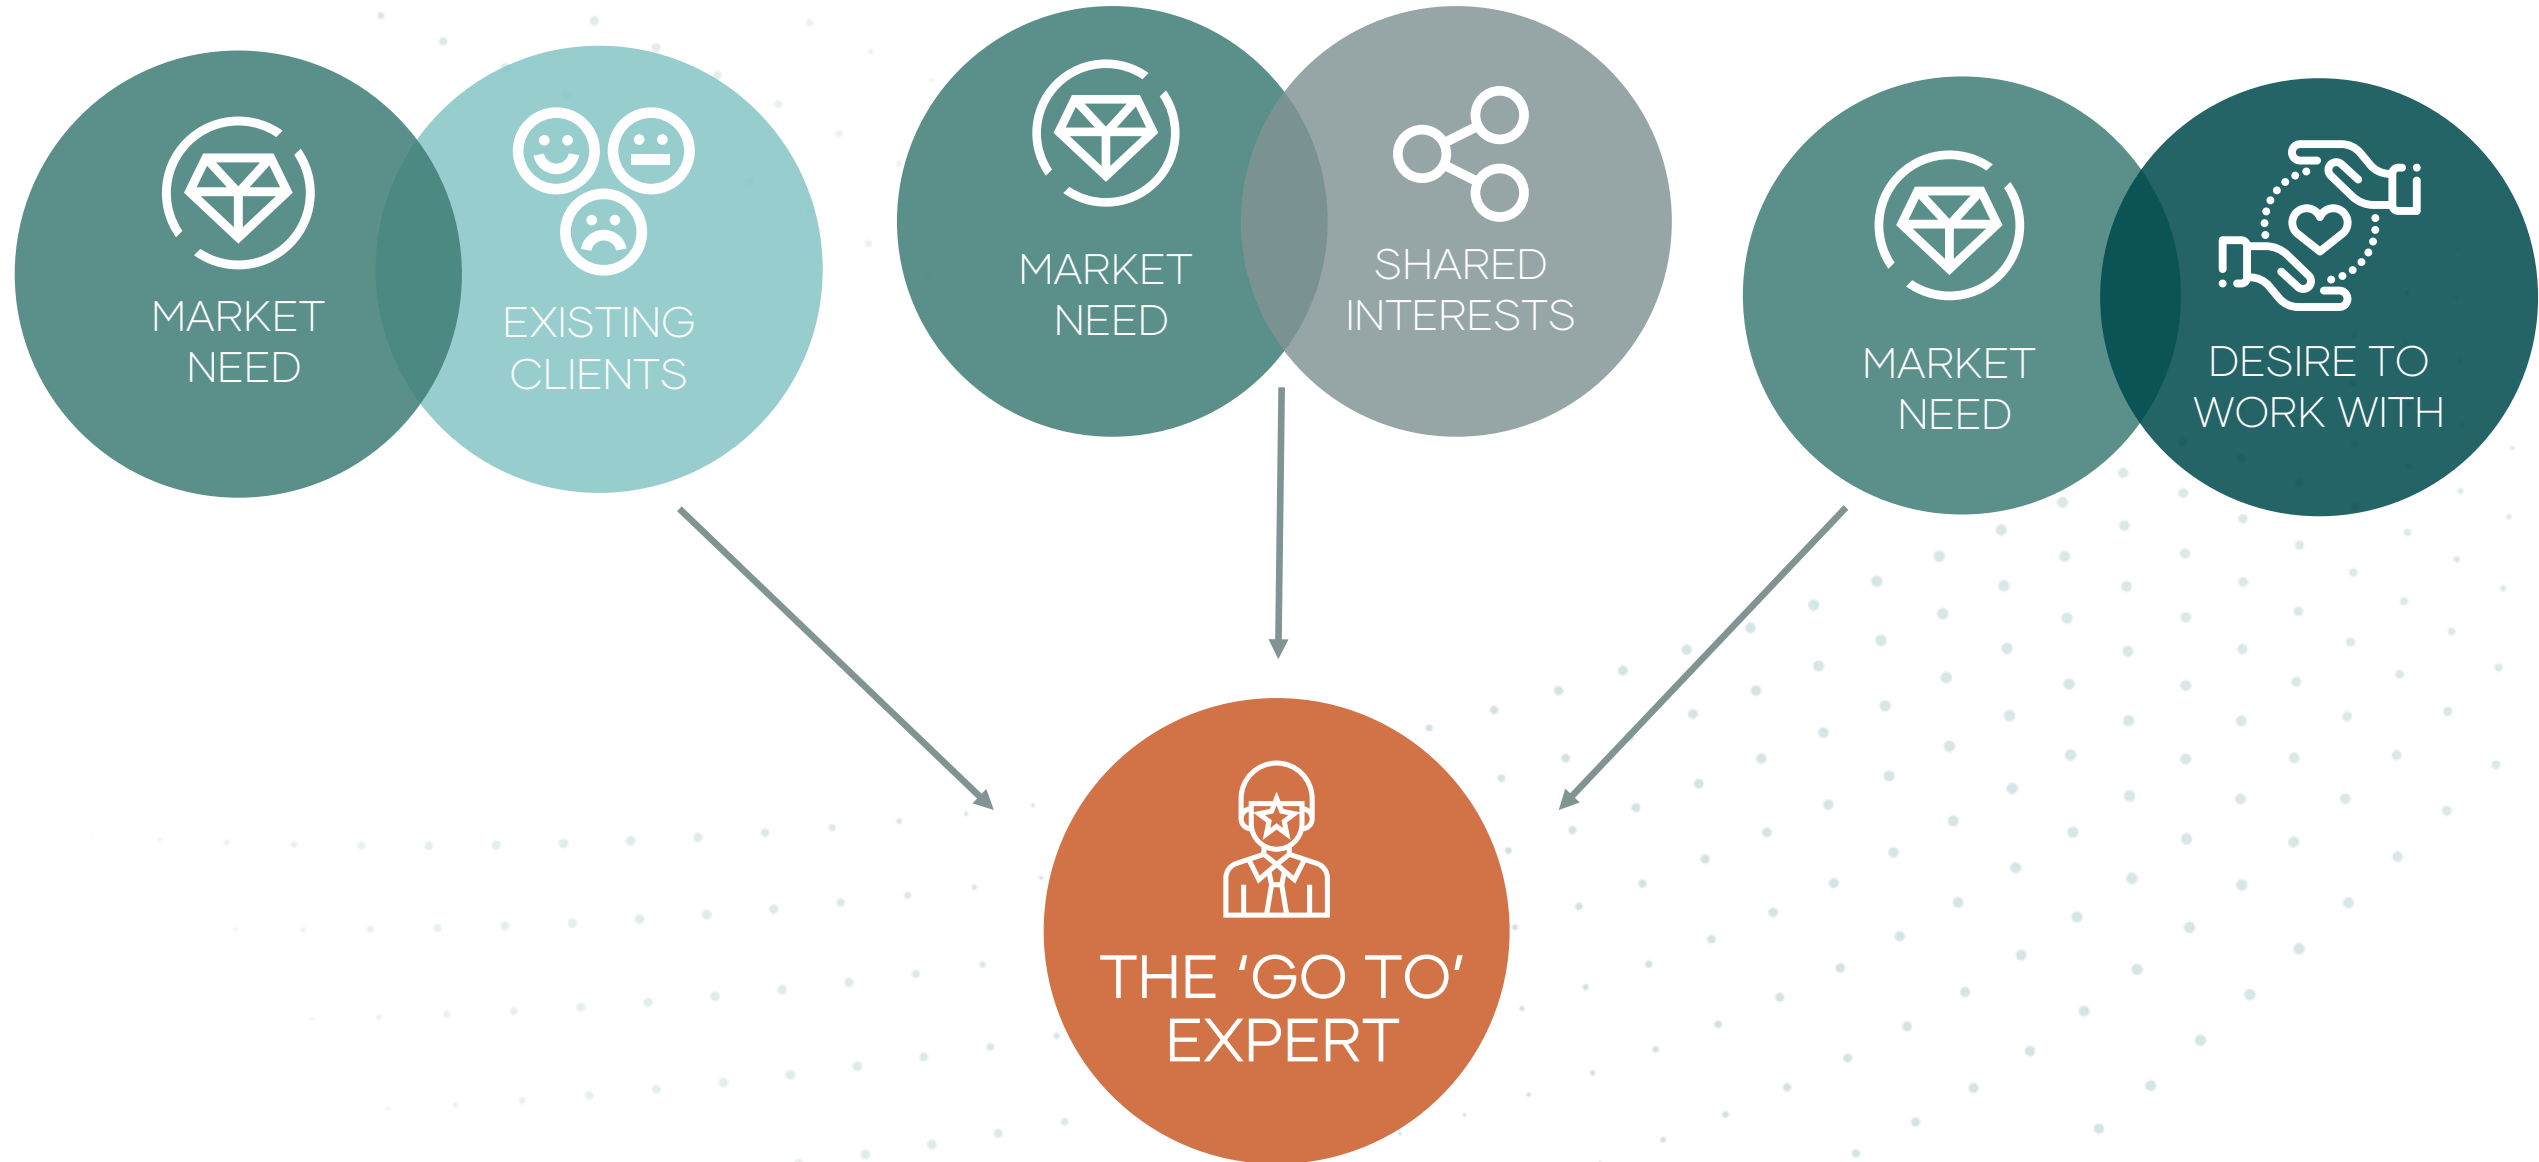 MARKET
NEED
EXISTING
CLIENTS
MARKET
NEED
SHARED
INTERESTS
MARKET
NEED
DESIRE TO
WORK WITH
THE ‘GO TO’
EXPERT